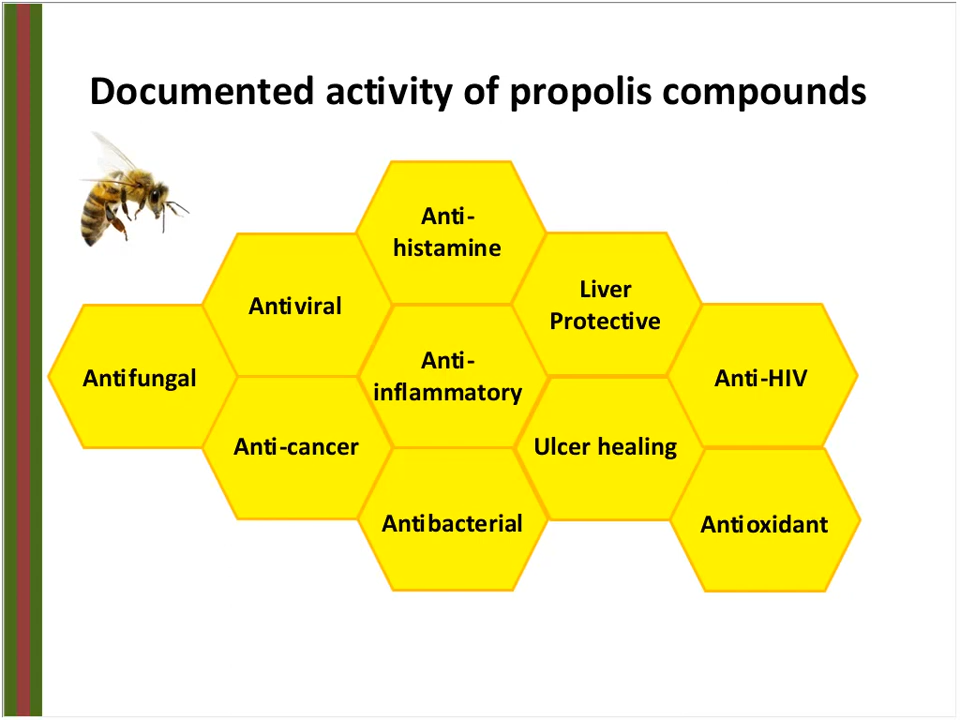 Documented activity of propolis compounds
Anti-
histamine
Liver
Protective
Antiviral
Anti-
inflammatory
Antifungal
Anti-HIV
Anti-cancer
Ulcer healing
Antibacterial
Antioxidant